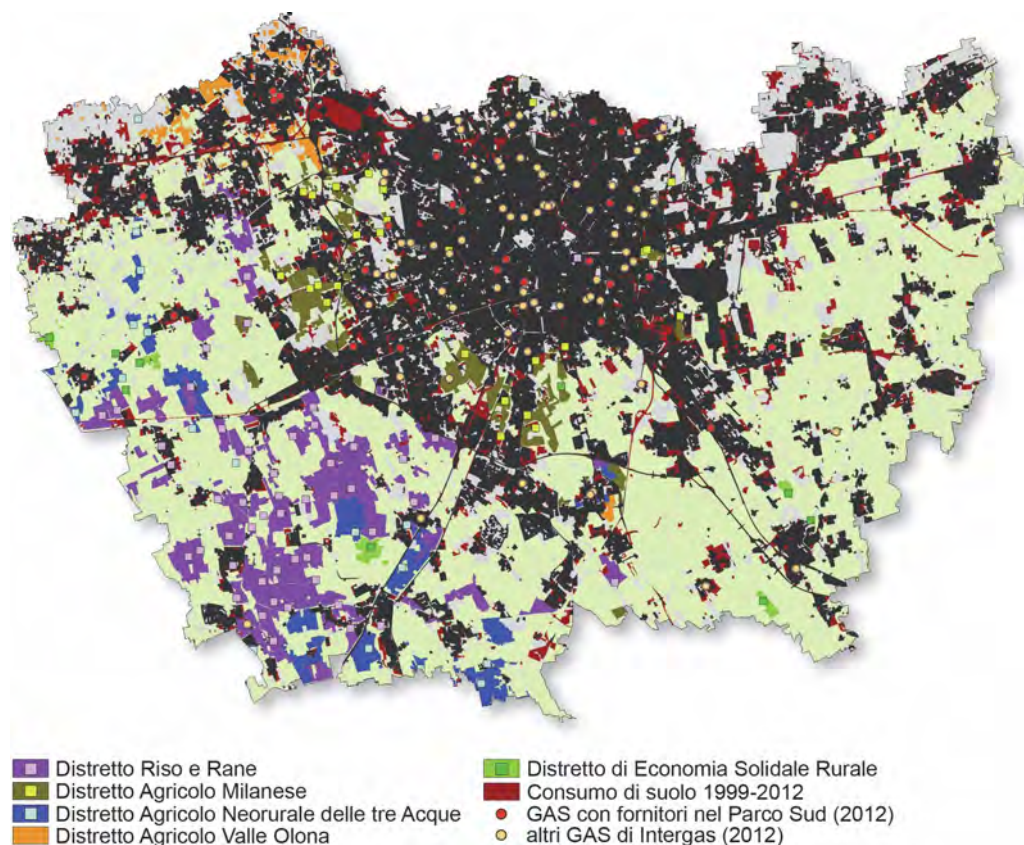 Distretto Riso e Rane
Distretto Agricolo Milanese
Distretto Agricolo Neorurale delle tre Acque
Distretto Agricolo Valle Olona
Distretto di Economia Solidale Rurale
Consumo di suolo 1999-2012
GAS con fornitori nel Parco Sud (2012)
altri GAS di Intergas (2012)